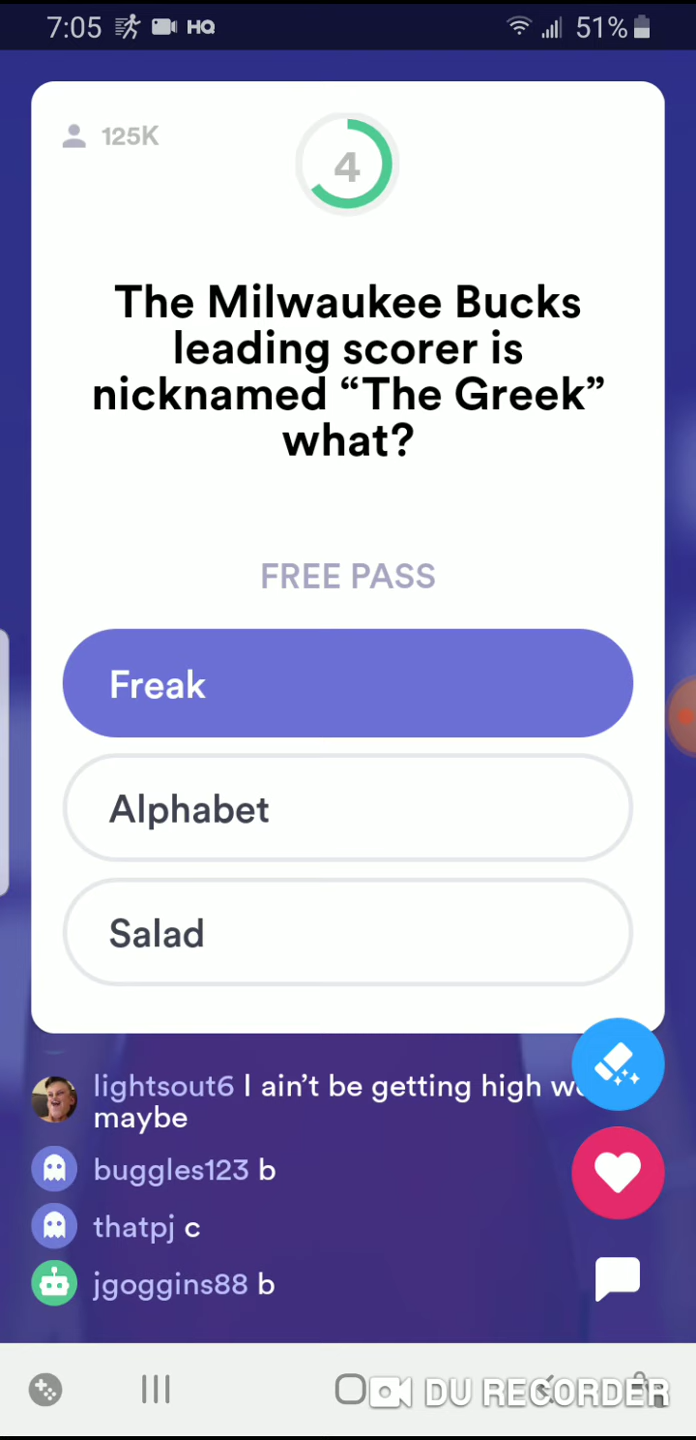 7:05 HQ 51%
125K
4
The Milwaukee Bucks
leading scorer is
nicknamed “The Greek”
what?
FREE PASS
Freak
Alphabet
Salad
lightsout6 I ain’t be getting high
maybe
buggles123 b
thatpj c
jgoggins88 b
DU RECORDER